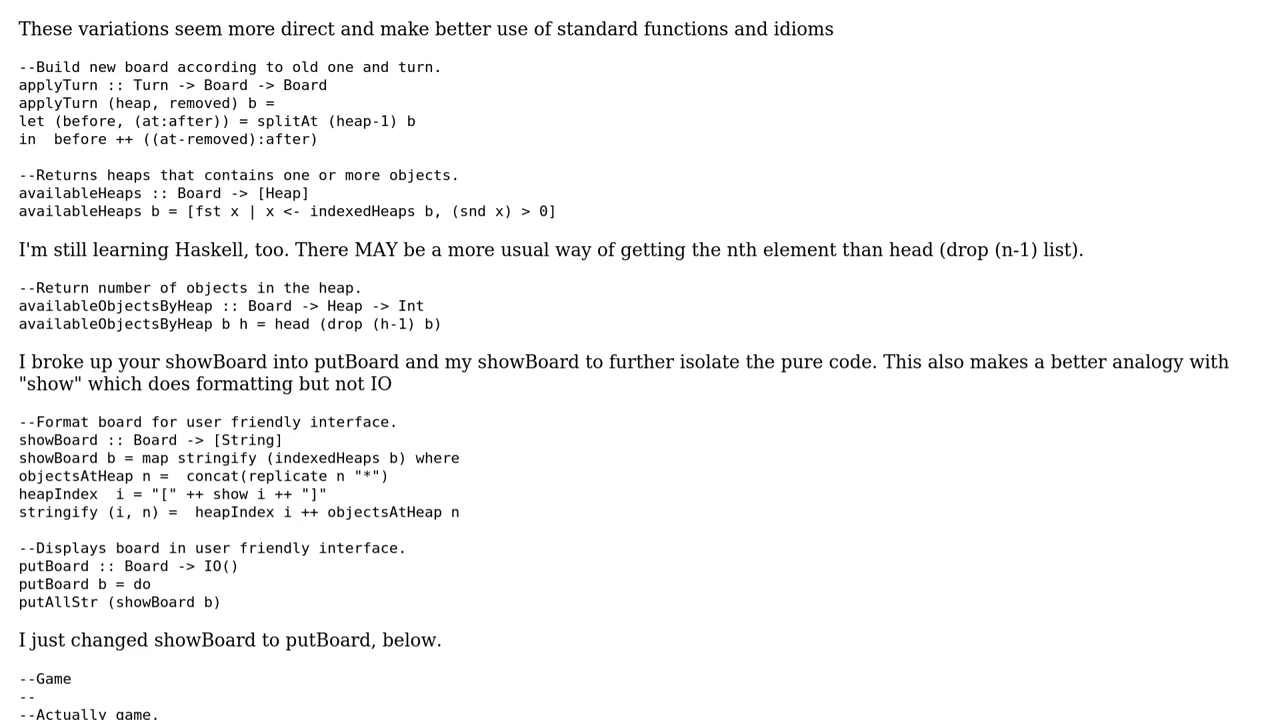 These variations seem more direct and make better use of standard functions and idioms
--Build new board according to old one and turn.
applyTurn :: Turn -> Board -> Board
applyTurn (heap, removed) b =
let (before, (at:after)) = splitAt (heap-1) b
in  before ++ ((at-removed):after)
--Returns heaps that contains one or more objects.
availableHeaps :: Board -> [Heap]
availableHeaps b = [fst x | x <- indexedHeaps b, (snd x) > 0]
I'm still learning Haskell, too. There MAY be a more usual way of getting the nth element than head (drop (n-1) list).
--Return number of objects in the heap.
availableObjectsByHeap :: Board -> Heap -> Int
availableObjectsByHeap b h = head (drop (h-1) b)
I broke up your showBoard into putBoard and my showBoard to further isolate the pure code. This also makes a better analogy with
"show" which does formatting but not IO
--Format board for user friendly interface.
showBoard :: Board -> [String]
showBoard b = map stringify (indexedHeaps b) where
objectsAtHeap n =  concat(replicate n "*")
heapIndex  i = "[" ++ show i ++ "]"
stringify (i, n) =  heapIndex i ++ objectsAtHeap n
--Displays board in user friendly interface.
putBoard :: Board -> IO()
putBoard b = do
putAllStr (showBoard b)
I just changed showBoard to putBoard, below.
--Game
--
--Actually game.